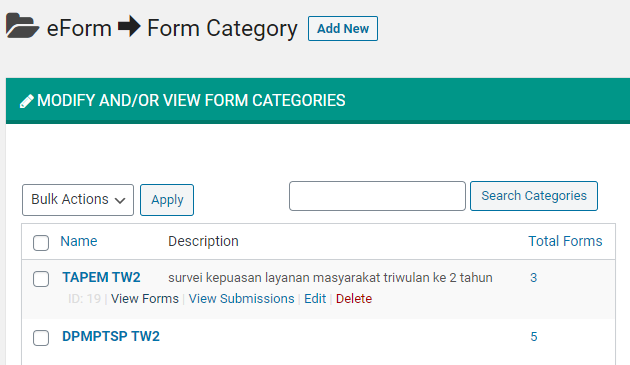 eForm Form Category Add New
MODIFY AND/OR VIEW FORM CATEGORIES
Bulk Actions Apply Search Categories
Name Description Total Forms
TAPEM TW2 survei kepuasan layanan masyarakat triwulan ke 2 tahun 3
ID: 19 | View Forms | View Submissions | Edit | Delete
DPMPTSP TW2 5